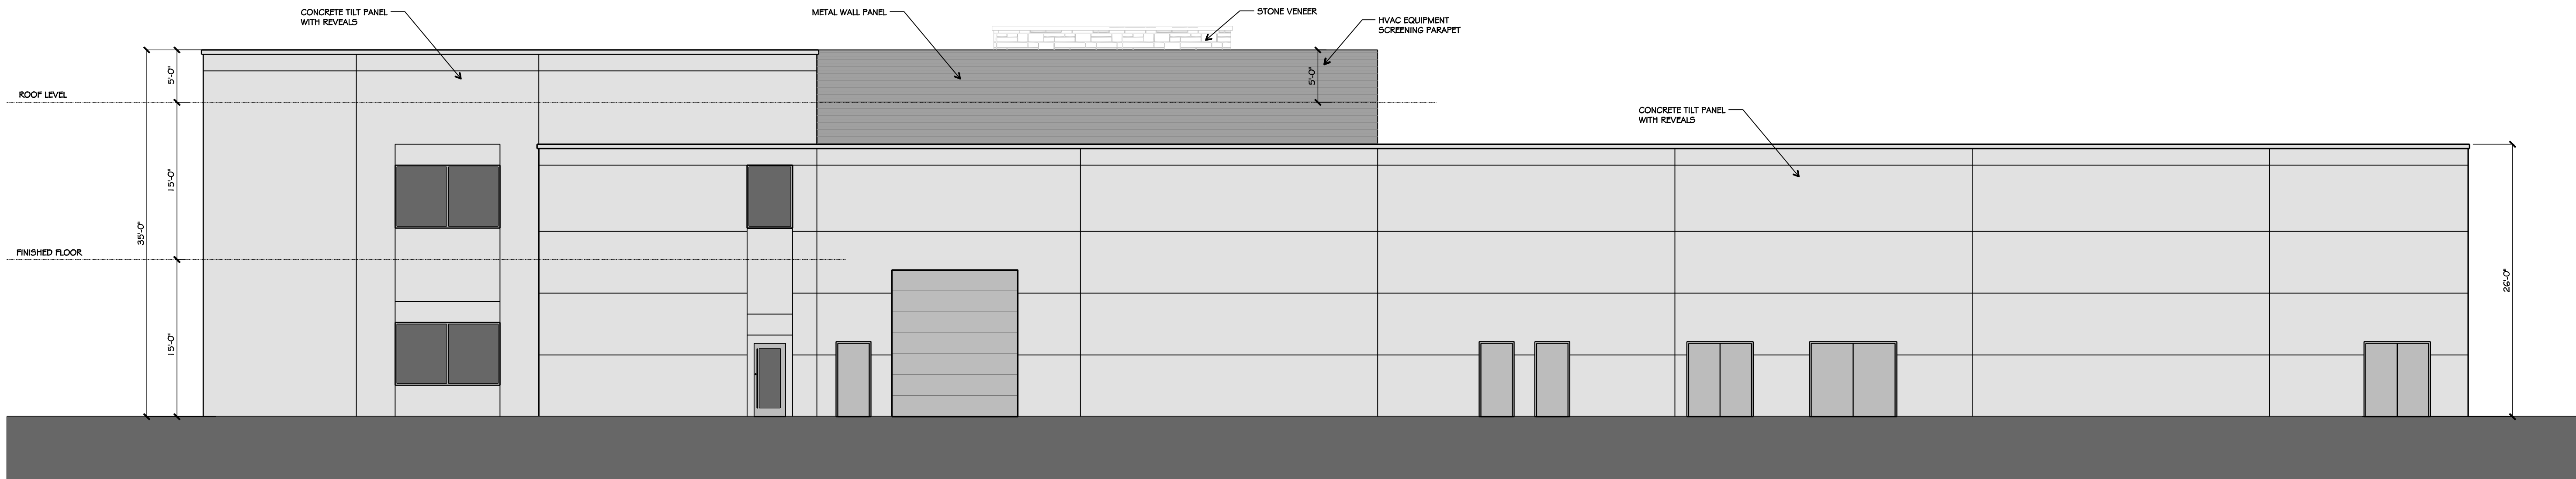 CONCRETE TILT PANEL
WITH REVEALS
METAL WALL PANEL
STONE VENEER
HVAC EQUIPMENT
SCREENING PARAPET
5'-0"
5'-0"
ROOF LEVEL
CONCRETE TILT PANEL
WITH REVEALS
15'-0"
35'-0"
FINISHED FLOOR
26'-0"
15'-0"